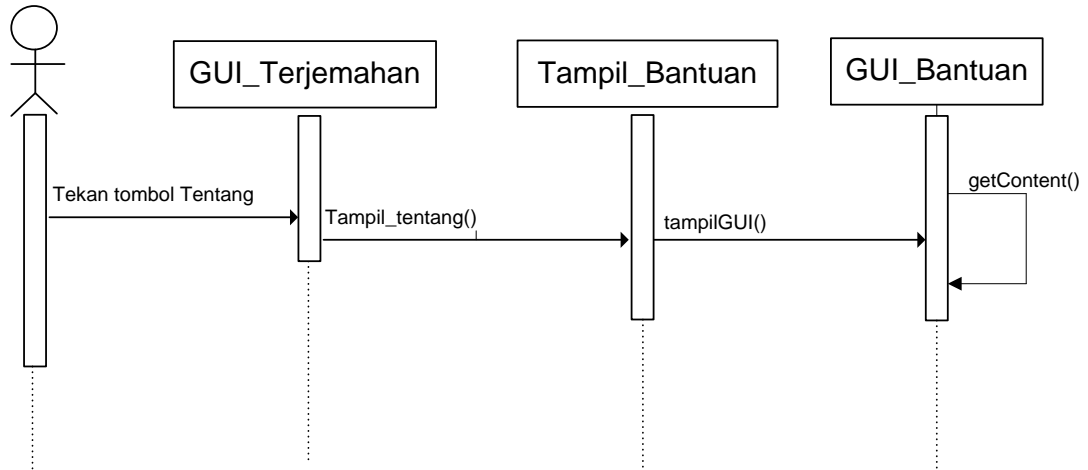 GUI_Terjemahan
Tampil_Bantuan
GUI_Bantuan
Tekan tombol Tentang
Tampil_tentang()
tampilGUI()
getContent()